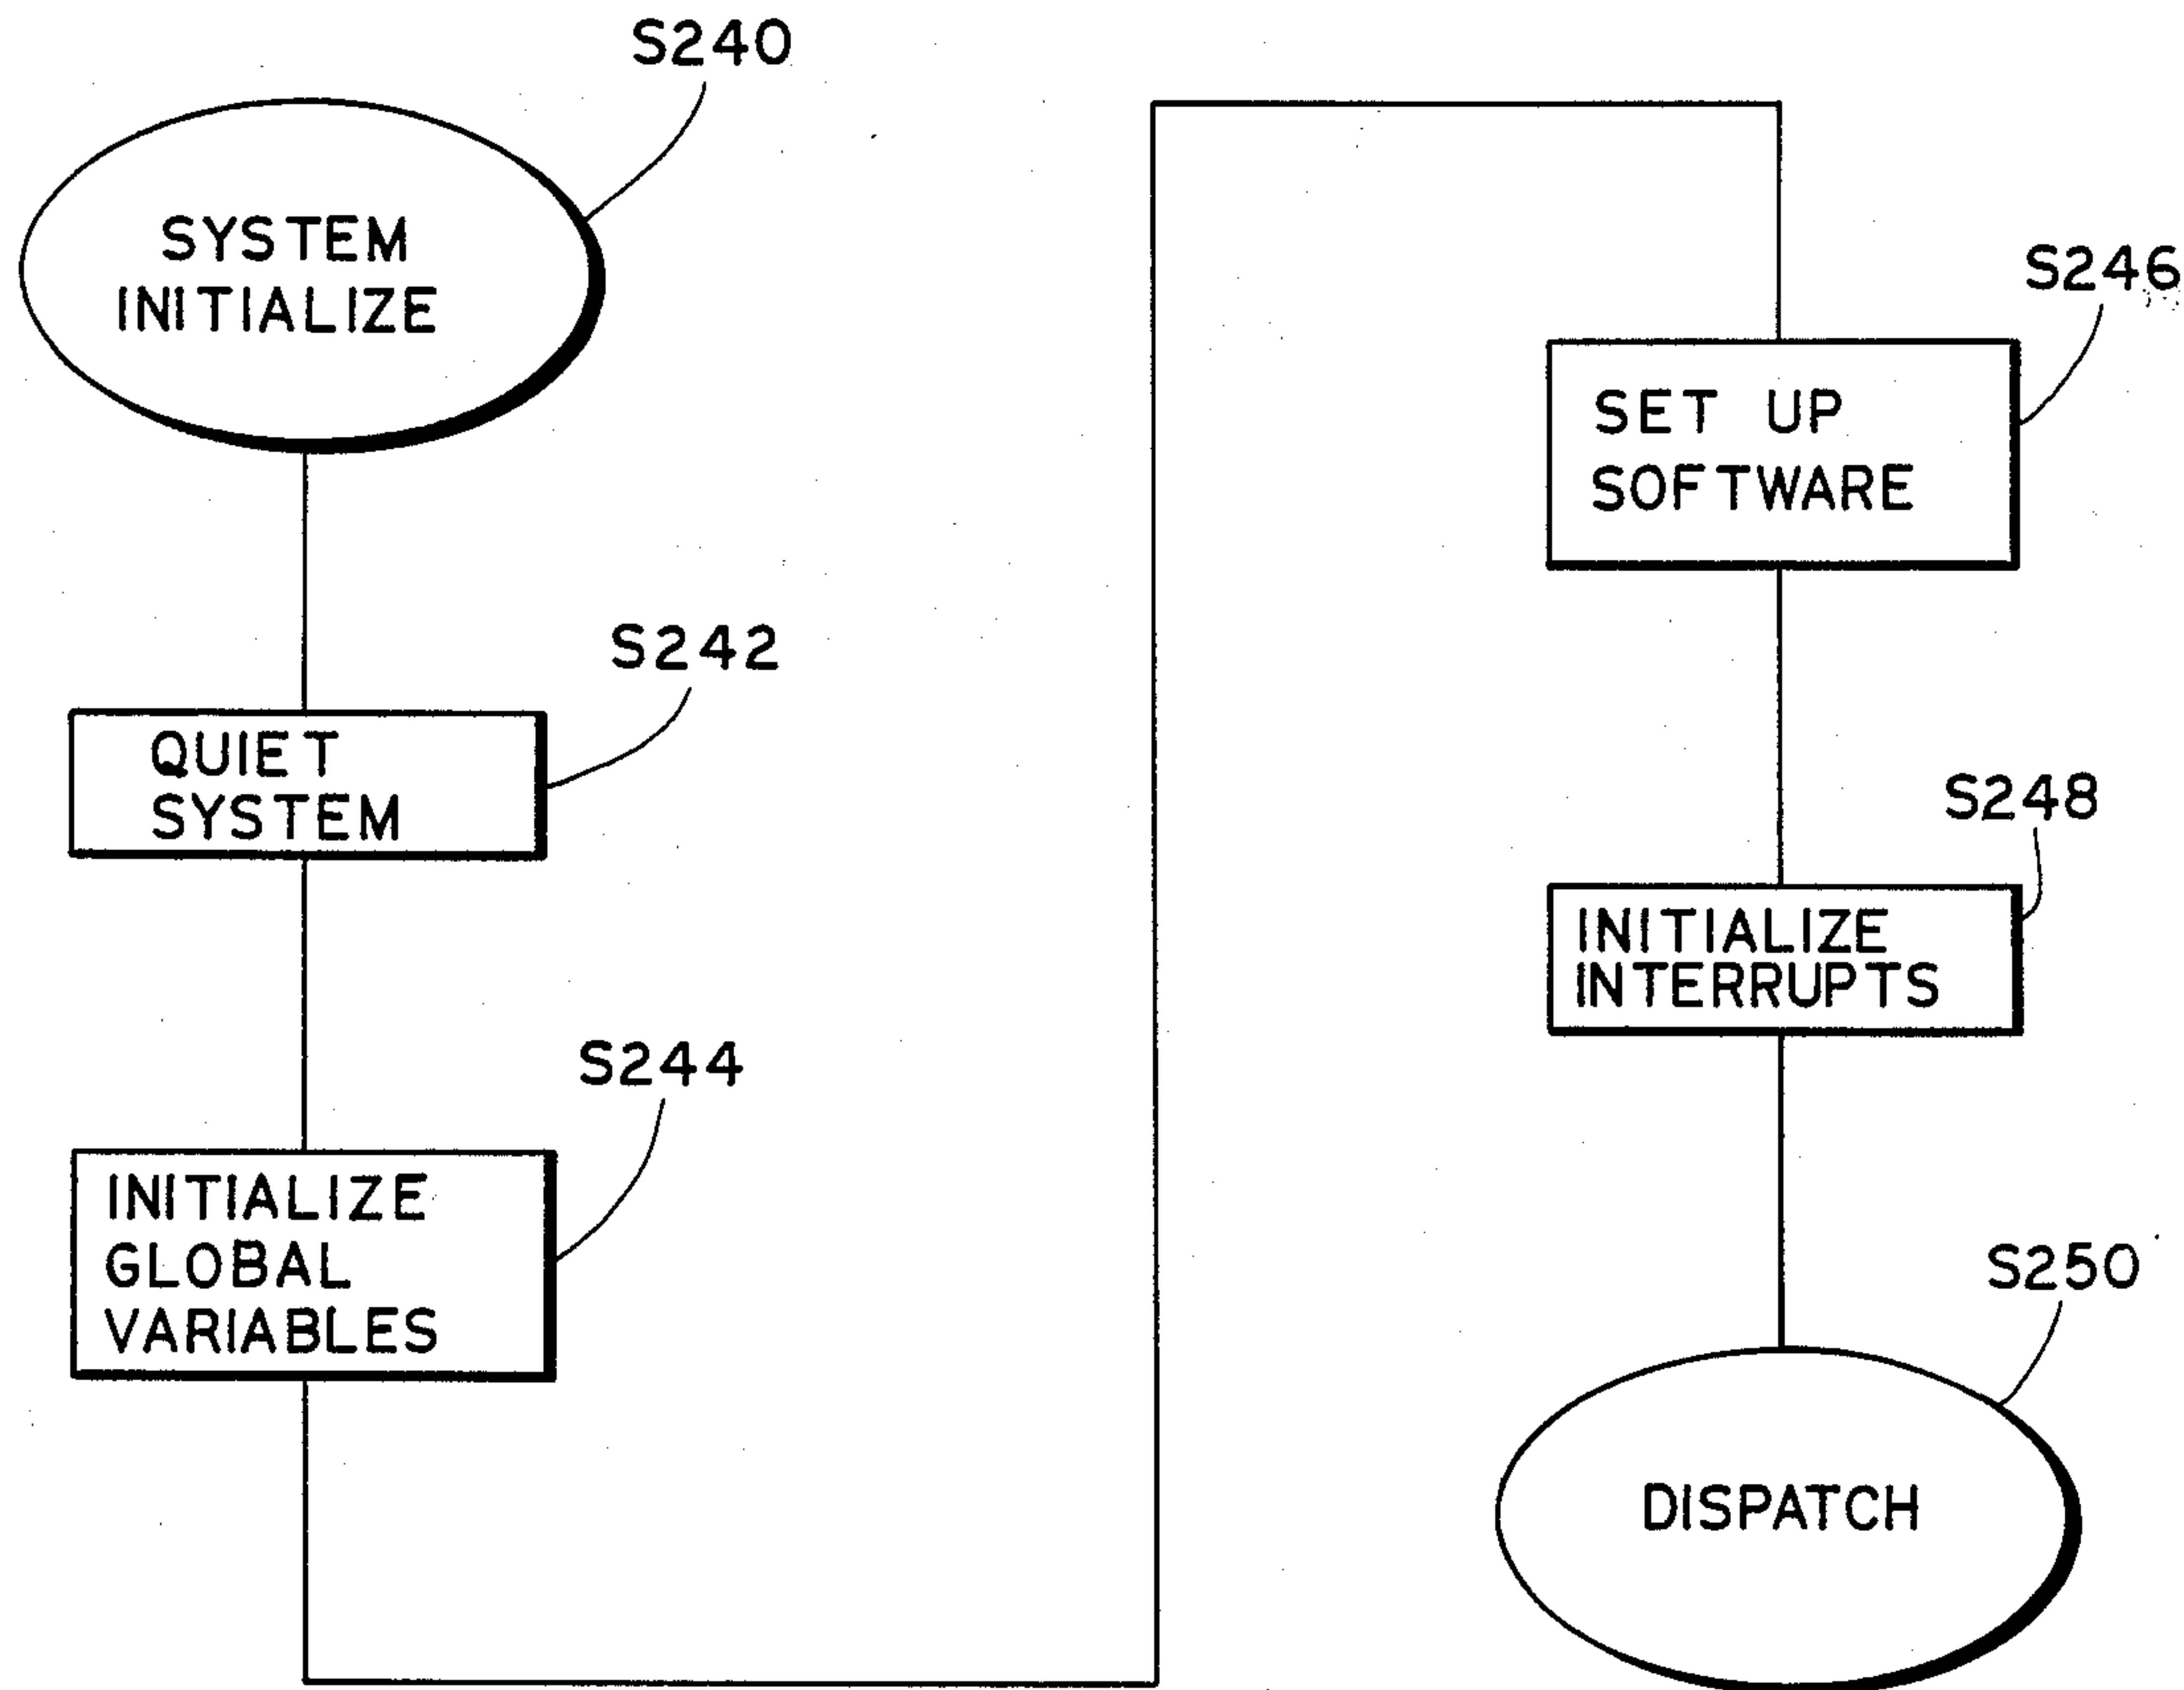 S240
SYSTEM
INITIALIZE
S242
QUIET
SYSTEM
S244
INITIALIZE
GLOBAL
VARIABLES
S246
SET UP
SOFTWARE
S248
INITIALIZE
INTERRUPTS
S250
DISPATCH